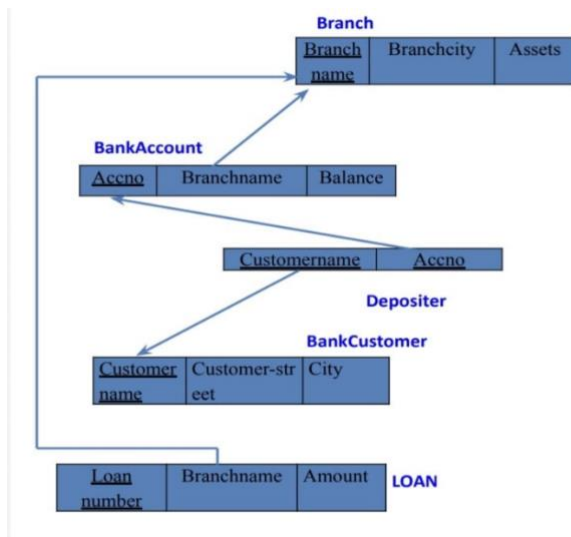 Branch
Branch Branchcity Assets
name
BankAccount
Accno Branchname Balance
Customername Accno
Depositer
BankCustomer
Customer Customer-str City
name eet
Loan Branchname Amount LOAN
number